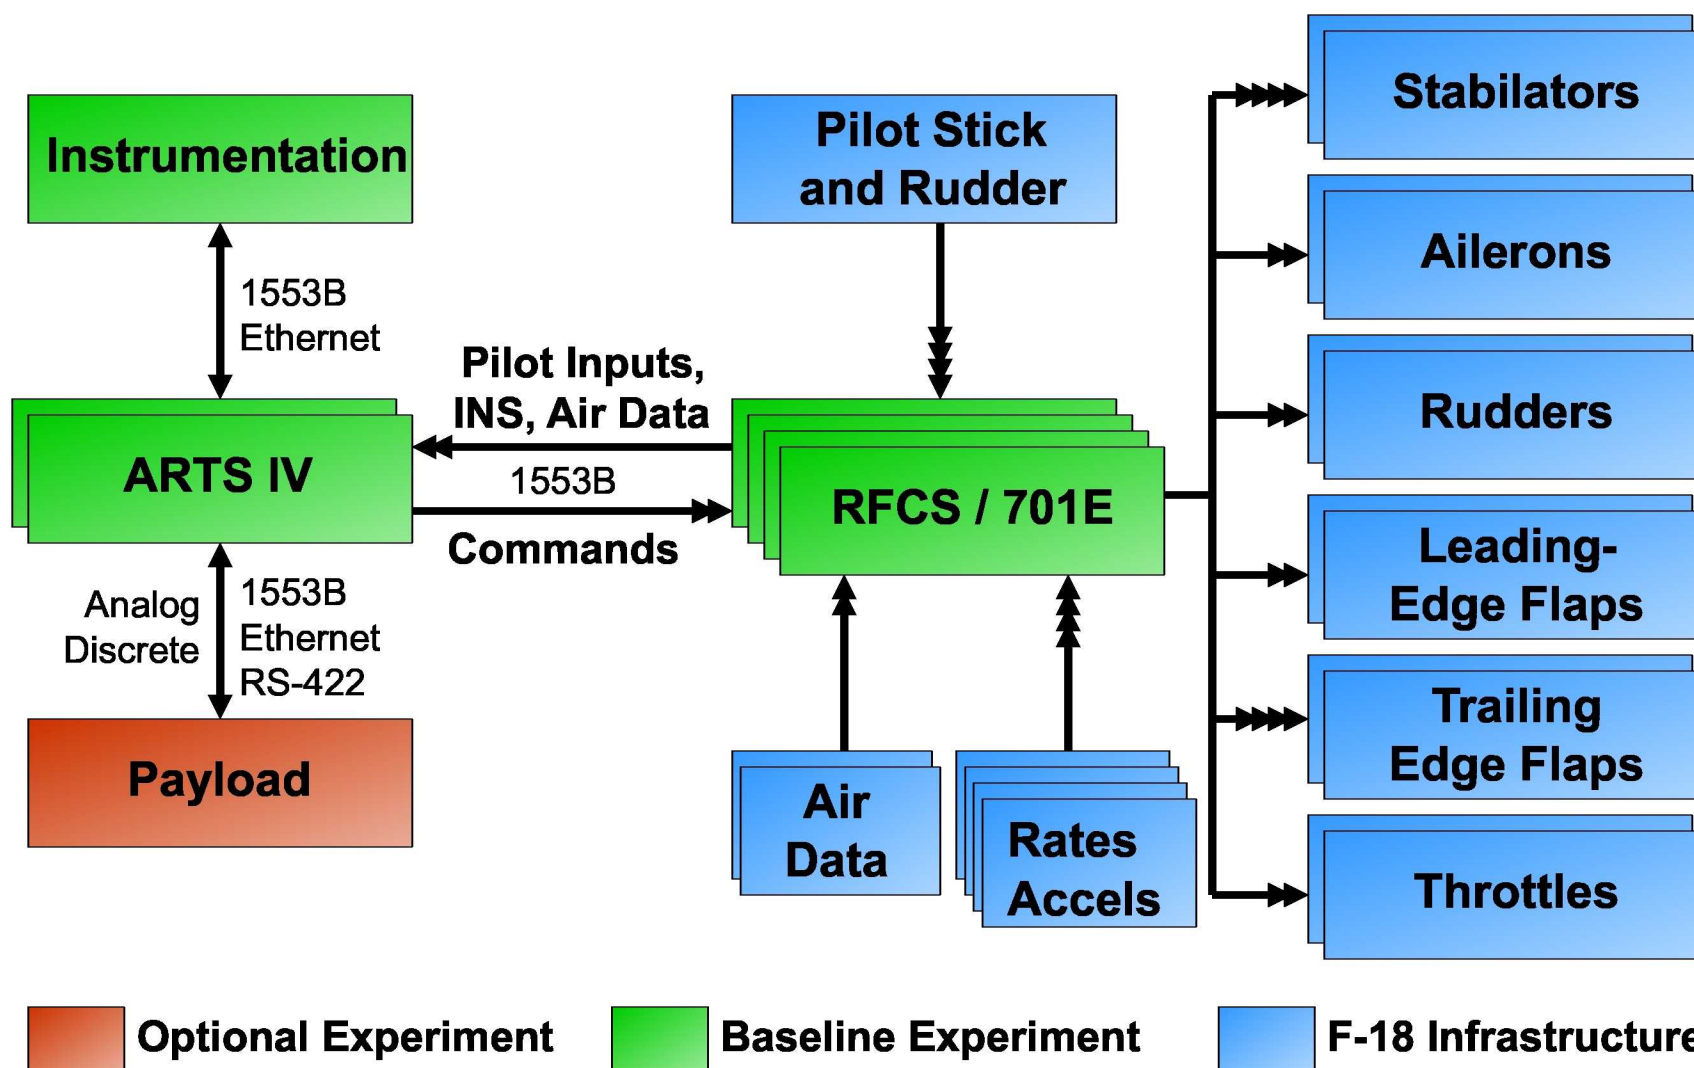 Instrumentation
1553B
Ethernet
ARTS IV
Analog
Discrete
1553B
Ethernet
RS-422
Payload
Pilot Inputs,
INS, Air Data
1553B
Commands
Pilot Stick
and Rudder
RFCS / 701E
Air
Data
Rates
Accels
Stabilators
Ailerons
Rudders
Leading-
Edge Flaps
Trailing
Edge Flaps
Throttles
Optional Experiment
Baseline Experiment
F-18 Infrastructure